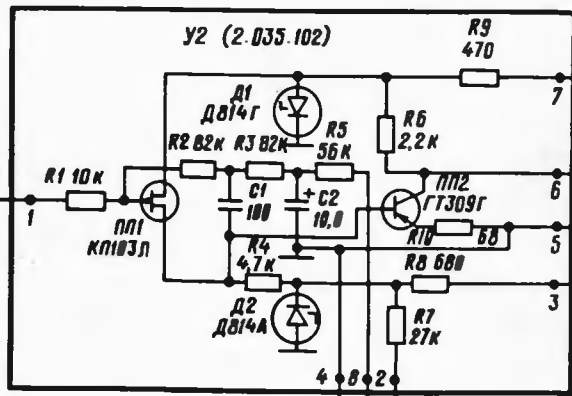 У2 (2.035.102)
R9
470
7
Д1
Д814Г
R6
2,2к
R2 82к
R3 82к
R5
56к
6
R1 10к
1
C1
100
+
C2
10,0
ПП2
ГТ309Г
ПП1
КП103Л
R10
68
5
R4
4,7к
R8 680
3
Д2
Д814А
R7
27к
4
8
2